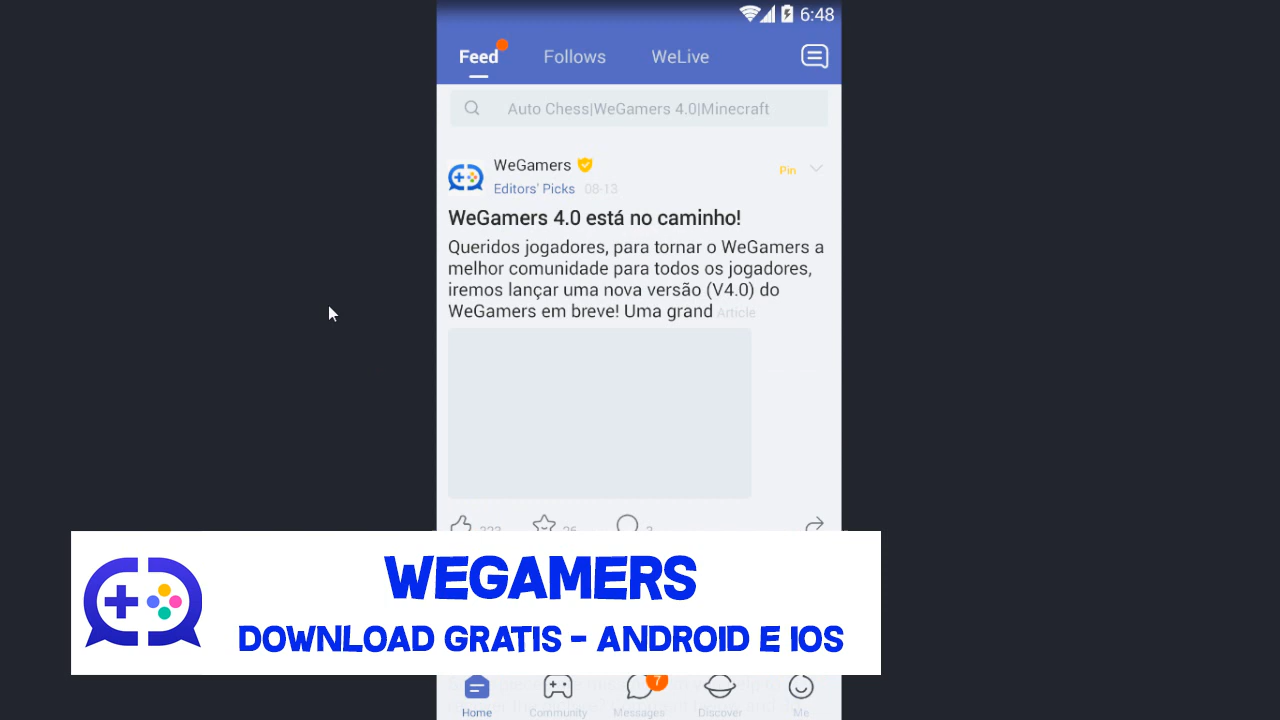 6:48
Feed Follows WeLive
Auto Chess|WeGamers 4.0|Minecraft
WeGamers
Pin
Editors' Picks 08-13
WeGamers 4.0 está no caminho!
Queridos jogadores, para tornar o WeGamers a
melhor comunidade para todos os jogadores,
iremos lançar uma nova versão (V4.0) do
WeGamers em breve! Uma grand Article
WEGAMERS
DOWNLOAD GRATIS - ANDROID E IOS
7
Home Community Messages Discover Me